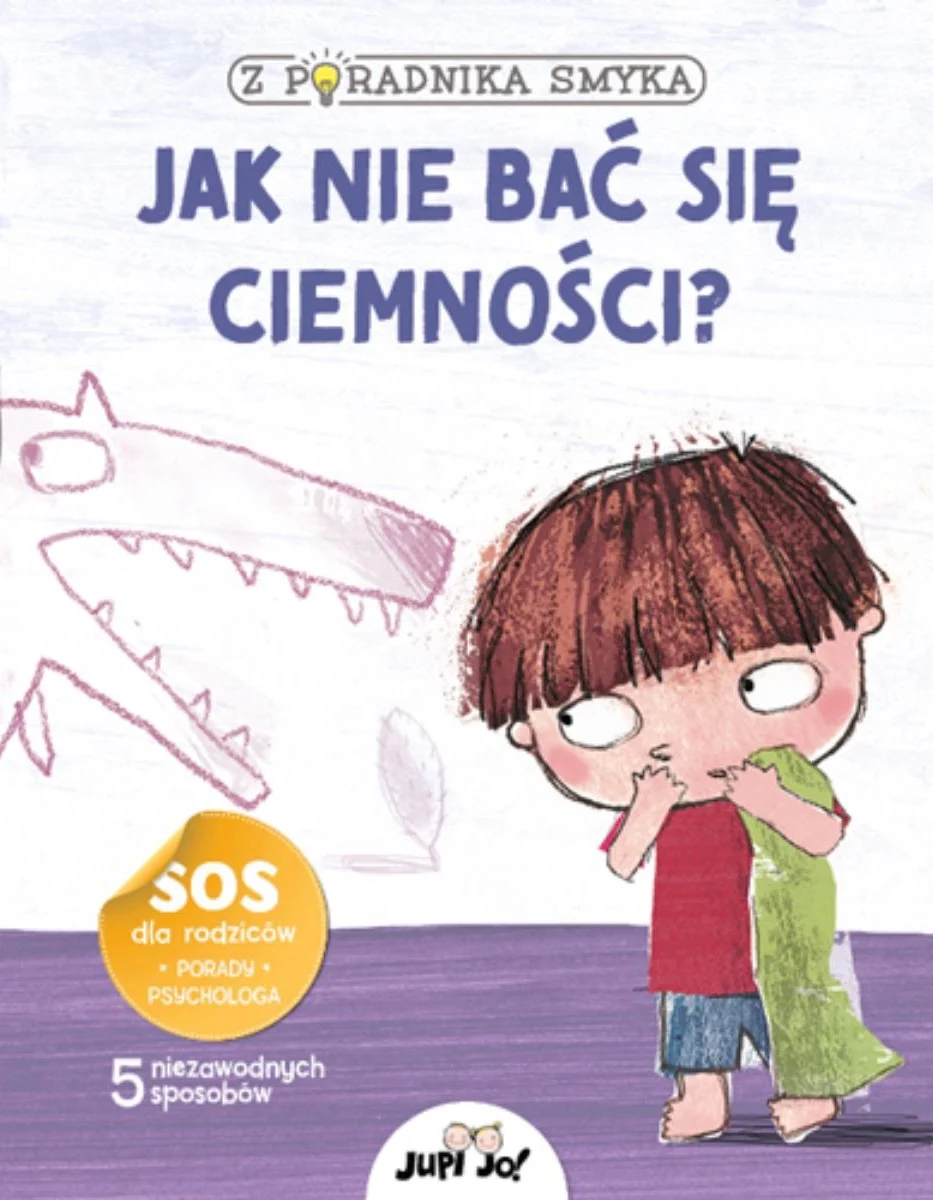 Z PORADNIKA SMYKA
JAK NIE BAĆ SIĘ
CIEMNOŚCI?
SOS
dla rodziców
• PORADY •
PSYCHOLOGA
5 niezawodnych
sposobów
JUPI JO!